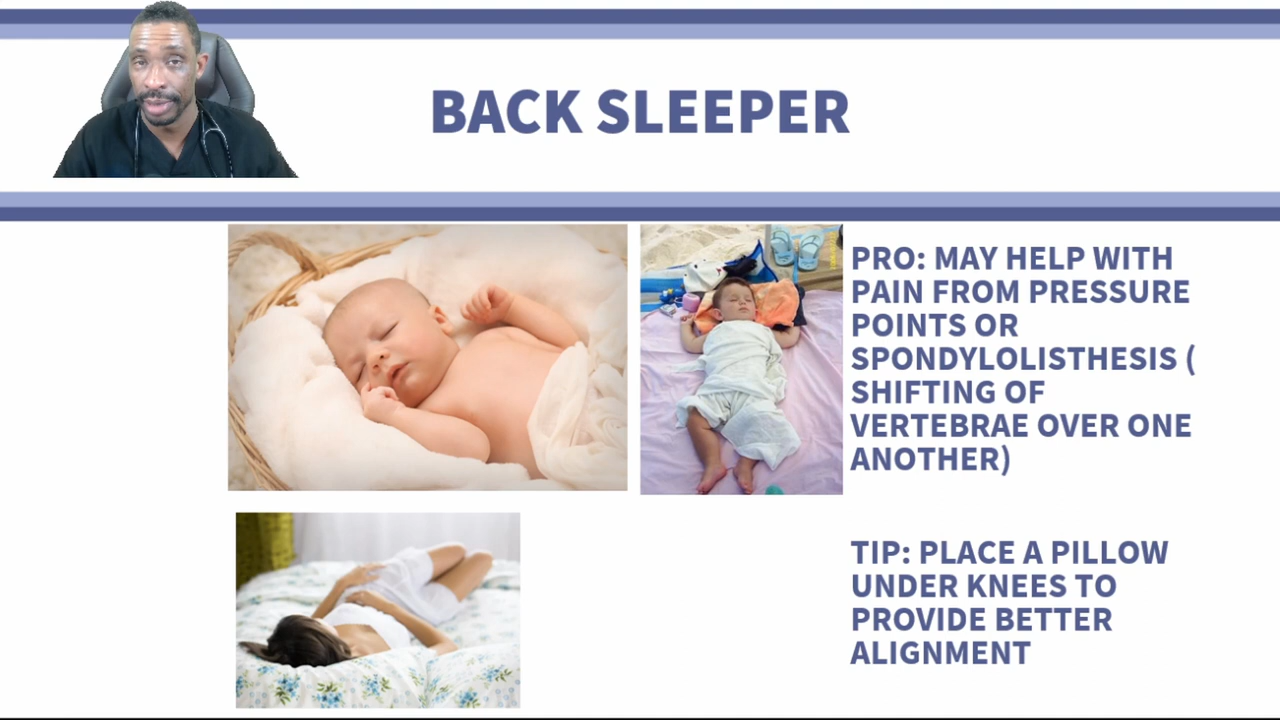 BACK SLEEPER
PRO: MAY HELP WITH
PAIN FROM PRESSURE
POINTS OR
SPONDYLOLISTHESIS (
SHIFTING OF
VERTEBRAE OVER ONE
ANOTHER)
TIP: PLACE A PILLOW
UNDER KNEES TO
PROVIDE BETTER
ALIGNMENT